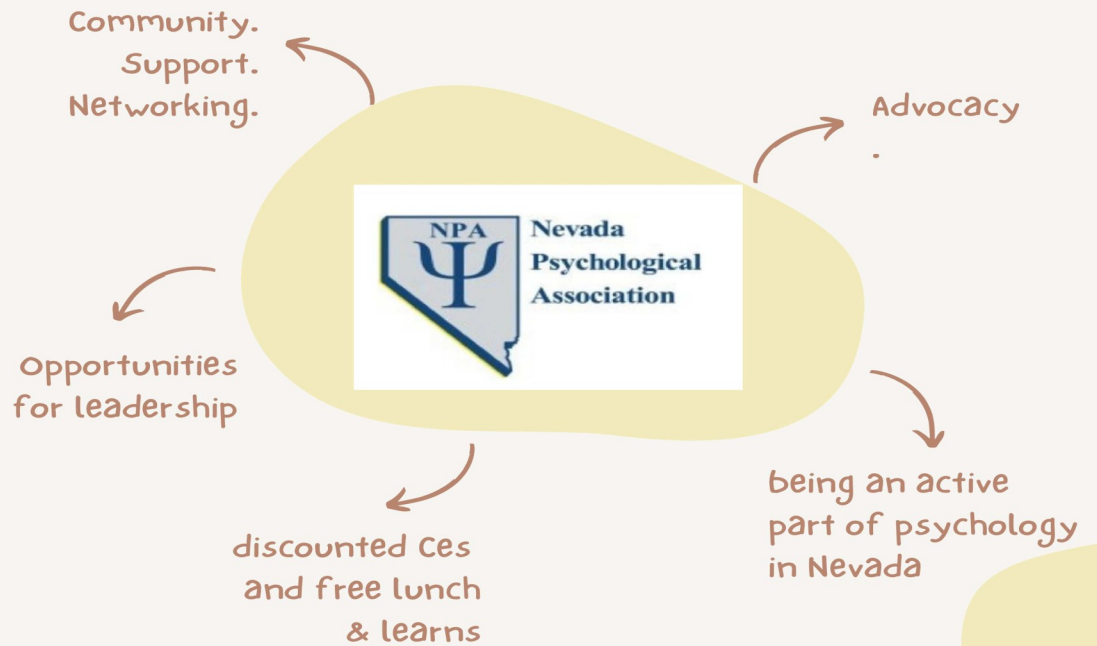 Community.
Support.
Networking.
Advocacy
.
NPA
Ψ
Nevada
Psychological
Association
Opportunities
for leadership
being an active
part of psychology
in Nevada
discounted Ces
and free lunch
& learns